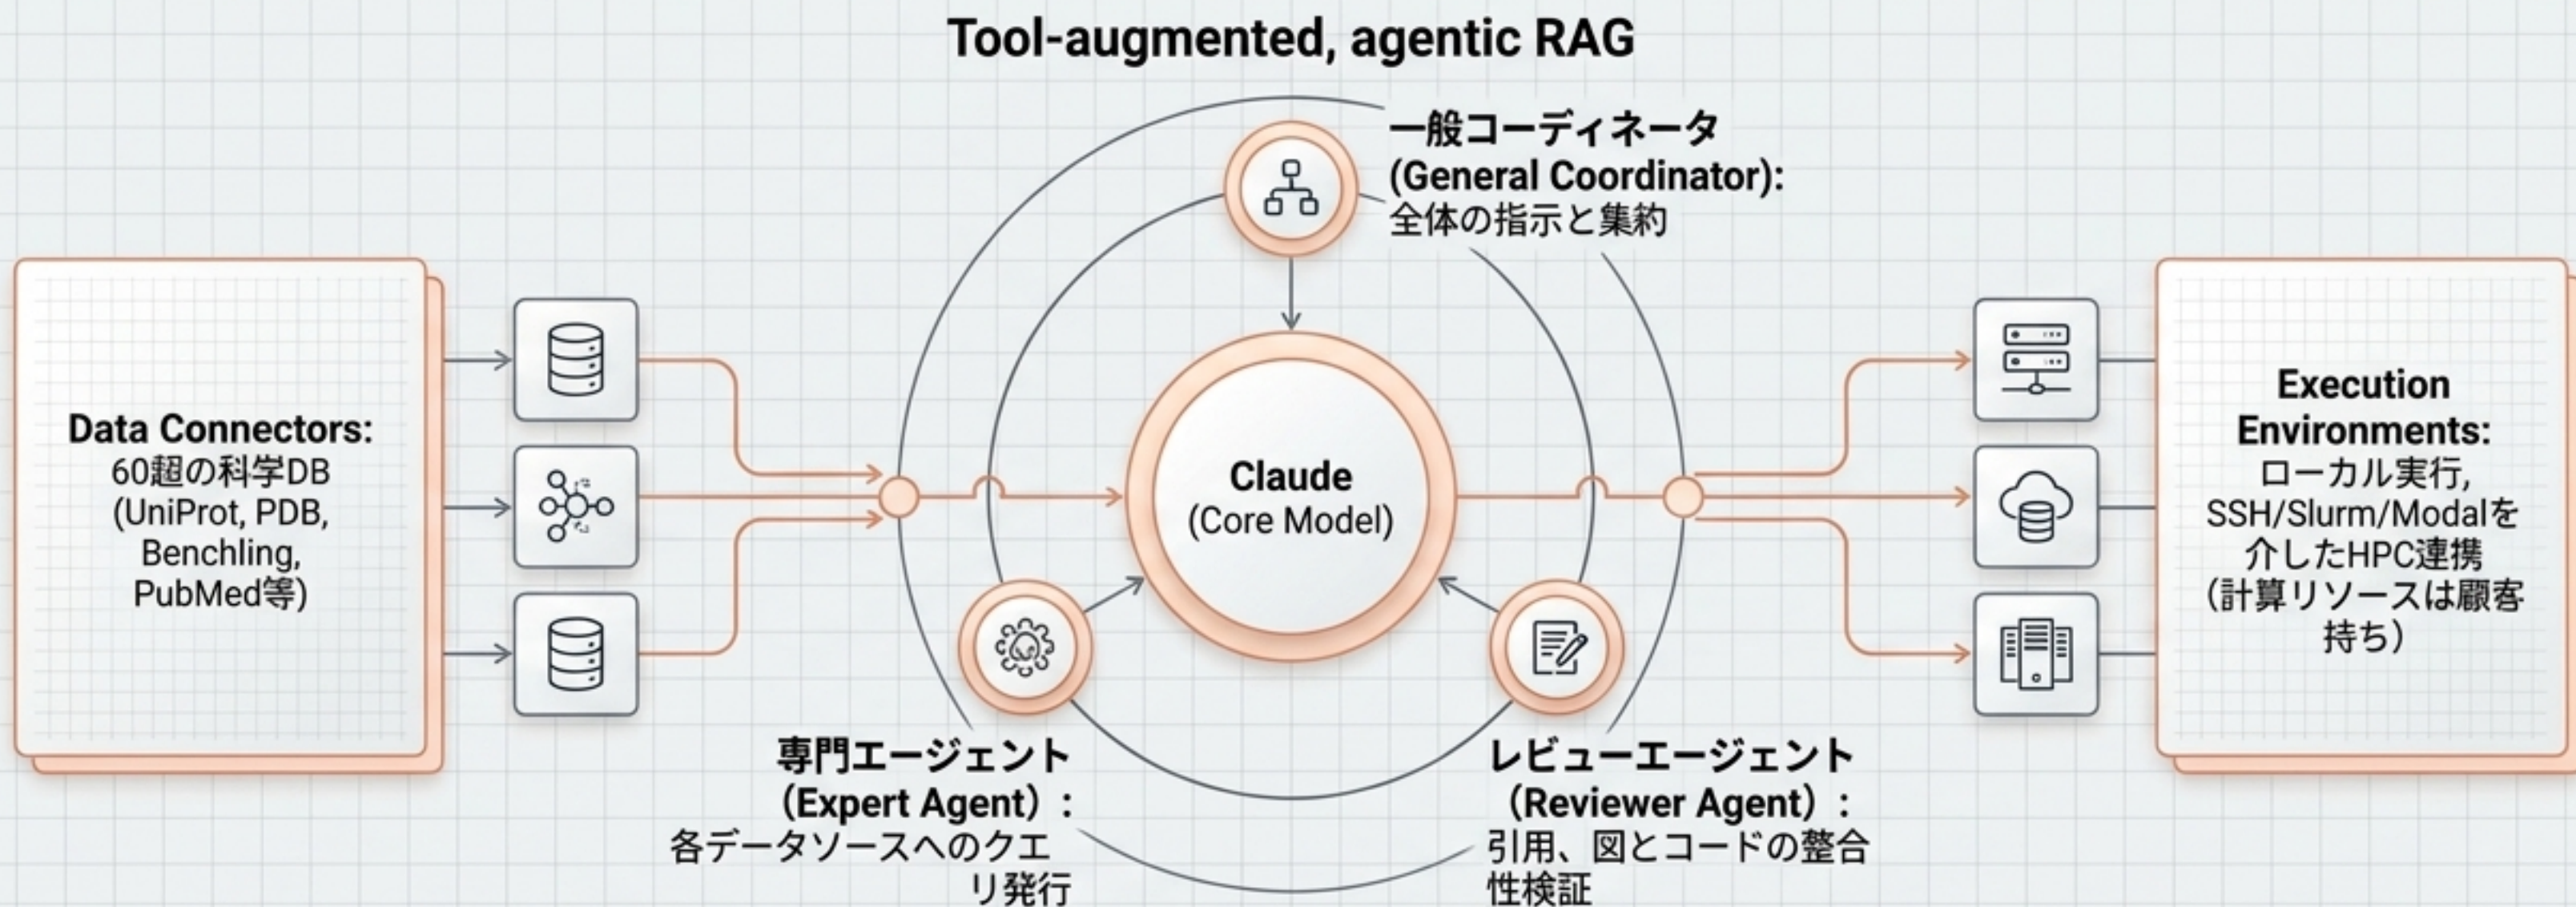 Tool-augmented, agentic RAG
一般コーディネータ
(General Coordinator):
全体の指示と集約
Data Connectors:
60超の科学DB
(UniProt, PDB,
Benchling,
PubMed等)
Claude
(Core Model)
Execution
Environments:
ローカル実行,
SSH/Slurm/Modalを
介したHPC連携
（計算リソースは顧客
持ち）
専門エージェント
（Expert Agent）:
各データソースへのクエ
リ発行
レビューエージェント
（Reviewer Agent）:
引用、図とコードの整合
性検証